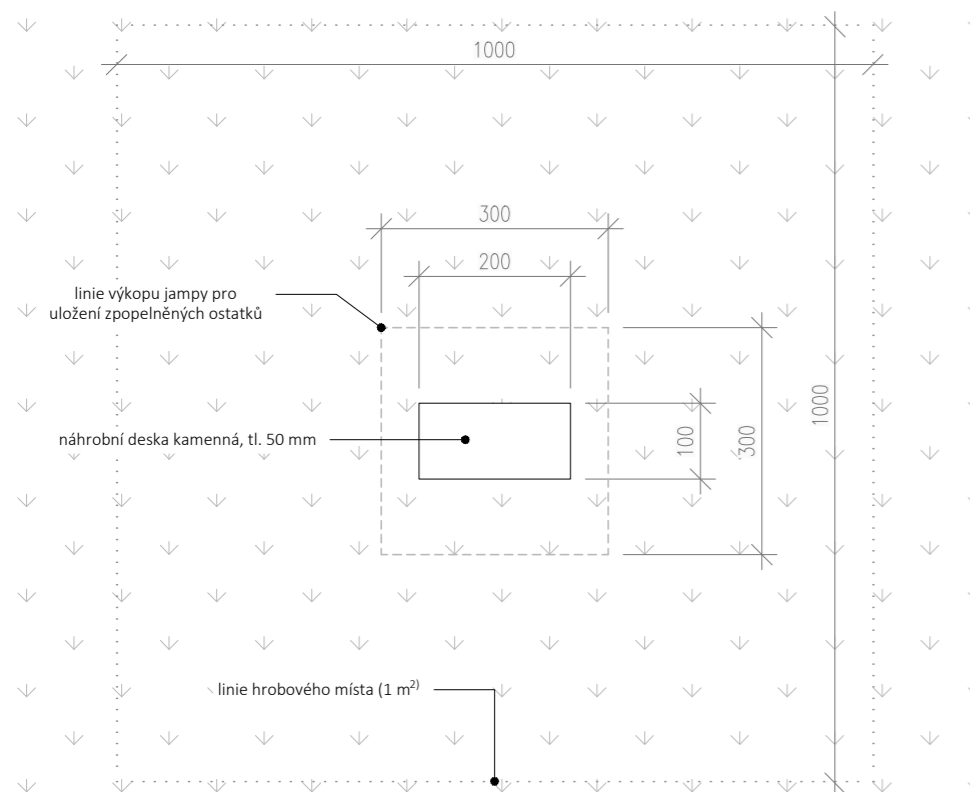 1000
300
200
linie výkopu jampy pro
uložení zpopelněných ostatků
1000
náhrobní deska kamenná, tl. 50 mm
100
300
linie hrobového místa (1 m²⁾